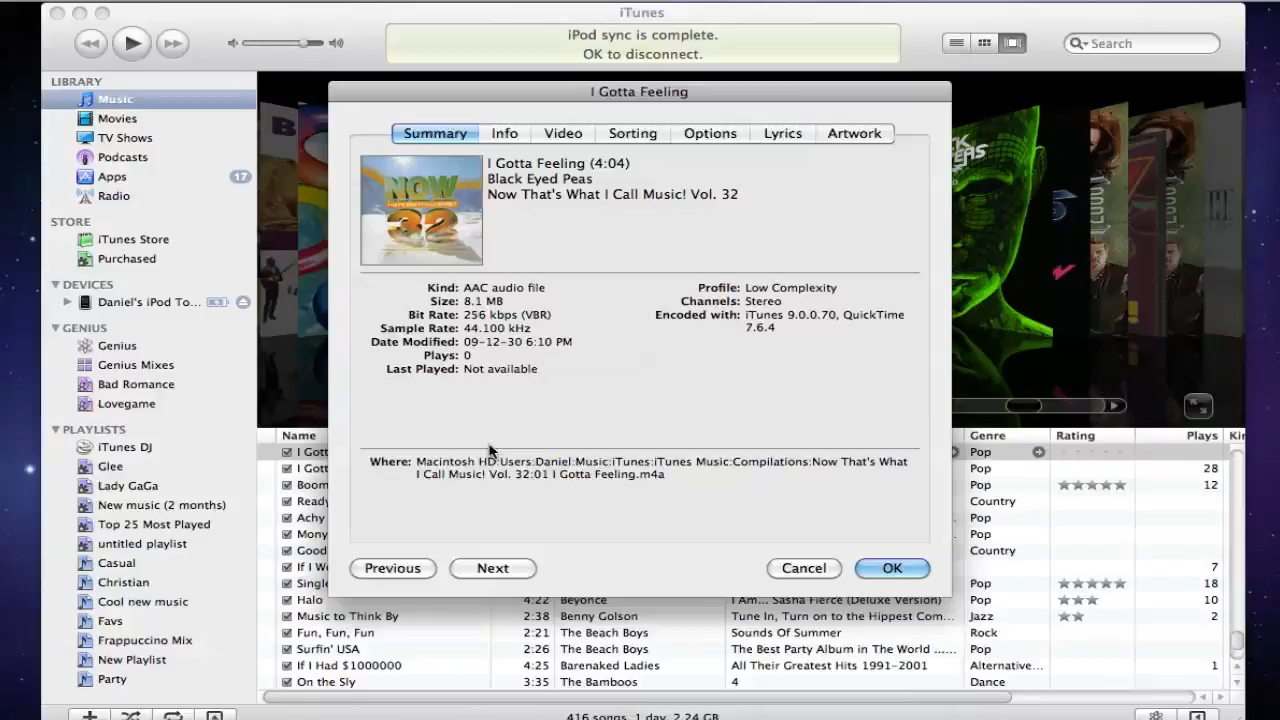 iTunes
iPod sync is complete.
OK to disconnect.
Search
LIBRARY
Music
Movies
TV Shows
Podcasts
Apps 17
Radio
STORE
iTunes Store
Purchased
DEVICES
Daniel's iPod To...
GENIUS
Genius
Genius Mixes
Bad Romance
Lovegame
PLAYLISTS
iTunes DJ
Glee
Lady GaGa
New music (2 months)
Top 25 Most Played
untitled playlist
Casual
Christian
Cool new music
Favs
Frappuccino Mix
New Playlist
Party
I Gotta Feeling
Summary Info Video Sorting Options Lyrics Artwork
NOW
32
I Gotta Feeling (4:04)
Black Eyed Peas
Now That's What I Call Music! Vol. 32
Kind: AAC audio file
Size: 8.1 MB
Bit Rate: 256 kbps (VBR)
Sample Rate: 44.100 kHz
Date Modified: 09-12-30 6:10 PM
Plays: 0
Last Played: Not available
Profile: Low Complexity
Channels: Stereo
Encoded with: iTunes 9.0.0.70, QuickTime
7.6.4
Where: Macintosh HD:Users:Daniel:Music:iTunes:iTunes Music:Compilations:Now That's What
I Call Music! Vol. 32:01 I Gotta Feeling.m4a
Previous Next Cancel OK
Name Genre Rating Plays Kin
I Gott Pop
I Gott Pop 28
Boom Pop 12
Ready Country
Achy Pop
Mony Pop
Good Country
If I We 7
Single Pop 18
Halo 4:22 Beyoncé I Am... Sasha Fierce (Deluxe Version) Pop 10
Music to Think By 2:38 Benny Golson Tune In, Turn on to the Hippest Com... Jazz 2
Fun, Fun, Fun 2:21 The Beach Boys Sounds Of Summer Rock
Surfin' USA 2:26 The Beach Boys The Best Party Album in The World ..... Pop
If I Had $1000000 4:25 Barenaked Ladies All Their Greatest Hits 1991-2001 Alternative... 1
On the Sly 3:35 The Bamboos 4 Dance
416 songs, 1 day, 2.24 GB